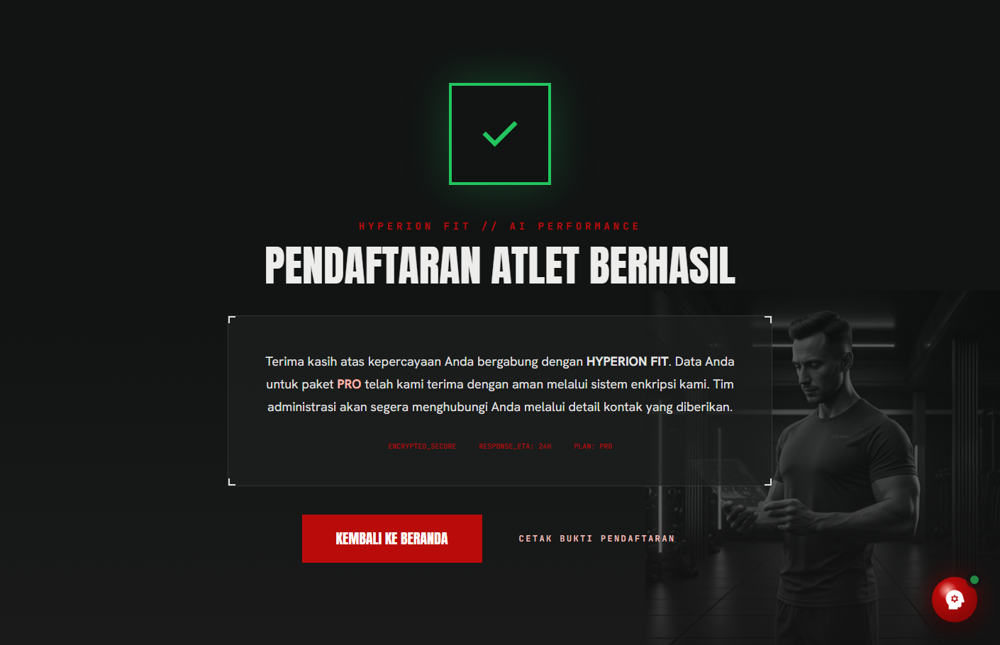 HYPERION FIT // AI PERFORMANCE
PENDAFTARAN ATLET BERHASIL
Terima kasih atas kepercayaan Anda bergabung dengan HYPERION FIT. Data Anda
untuk paket PRO telah kami terima dengan aman melalui sistem enkripsi kami. Tim
administrasi akan segera menghubungi Anda melalui detail kontak yang diberikan.
ENCRYPTED_SECURE RESPONSE_ETA: 24H PLAN: PRO
KEMBALI KE BERANDA CETAK BUKTI PENDAFTARAN